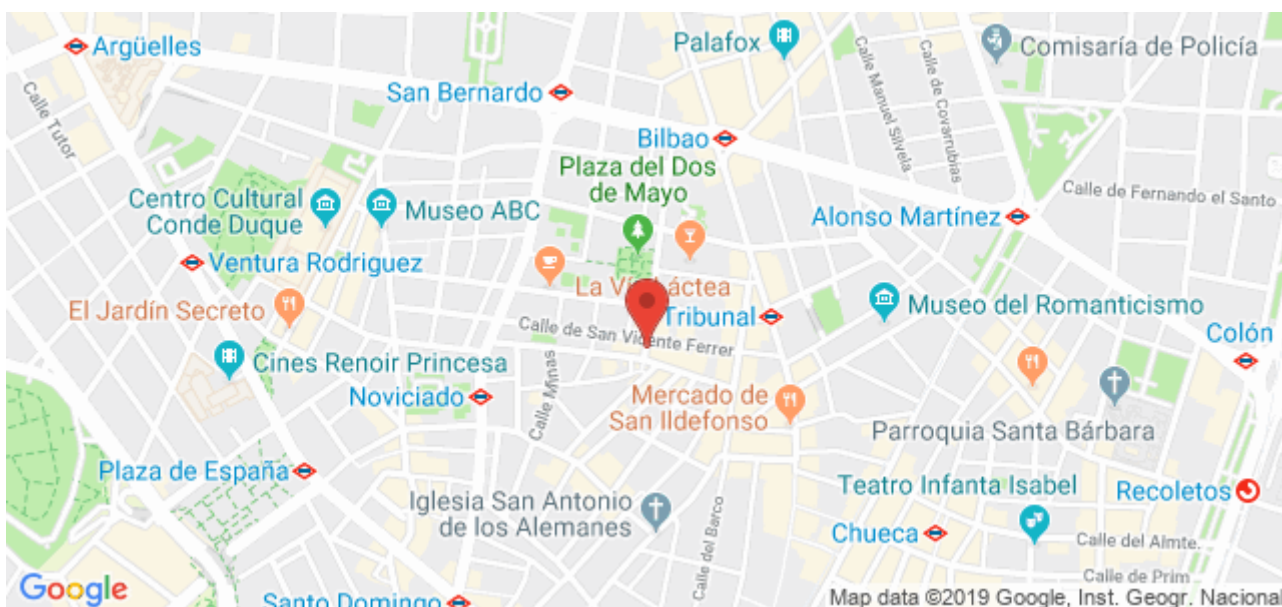 Argüelles
Palafox
Comisaría de Policía
Calle Tutor
San Bernardo
Calle Manuel Silvela
Calle de Covarrubias
Bilbao
Plaza del Dos
de Mayo
Calle de Fernando el Santo
Centro Cultural
Conde Duque
Museo ABC
Alonso Martínez
Ventura Rodriguez
La Vía Láctea
El Jardín Secreto
Tribunal
Museo del Romanticismo
Calle de San Vicente Ferrer
Colón
Cines Renoir Princesa
Calle Minas
Noviciado
Mercado de
San Ildefonso
Parroquia Santa Bárbara
Plaza de España
Iglesia San Antonio
de los Alemanes
Teatro Infanta Isabel
Recoletos
Calle del Barco
Chueca
Calle del Almte.
Calle de Prim
Google
Santo Domingo
Map data ©2019 Google, Inst. Geogr. Nacional